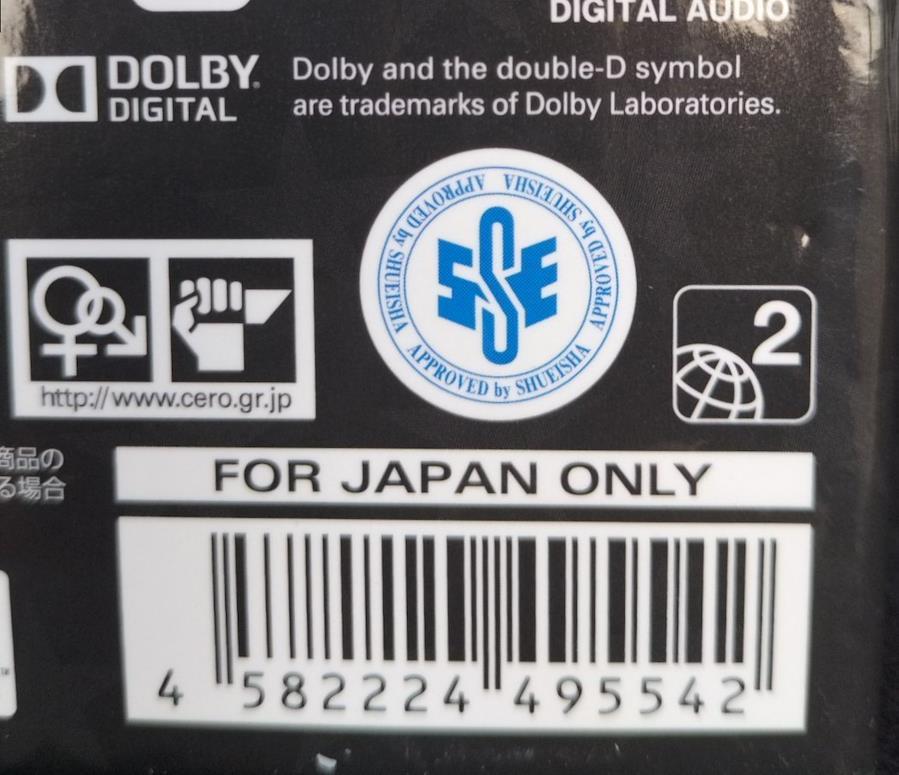 DIGITAL AUDIO
DOLBY
DIGITAL
Dolby and the double-D symbol
are trademarks of Dolby Laboratories.
APPROVED by SHUEISHA APPROVED by SHUEISHA APPROVED by SHUEISHA
SSE
http://www.cero.gr.jp
2
商品の
る場合
FOR JAPAN ONLY
4 582224 495542